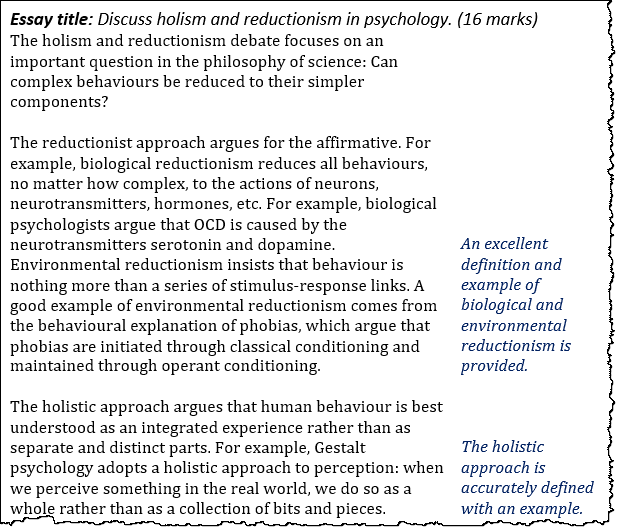 Essay title: Discuss holism and reductionism in psychology. (16 marks)
The holism and reductionism debate focuses on an
important question in the philosophy of science: Can
complex behaviours be reduced to their simpler
components?
The reductionist approach argues for the affirmative. For
example, biological reductionism reduces all behaviours,
no matter how complex, to the actions of neurons,
neurotransmitters, hormones, etc. For example, biological
psychologists argue that OCD is caused by the
neurotransmitters serotonin and dopamine.
Environmental reductionism insists that behaviour is
nothing more than a series of stimulus-response links. A
good example of environmental reductionism comes from
the behavioural explanation of phobias, which argue that
phobias are initiated through classical conditioning and
maintained through operant conditioning.
An excellent
definition and
example of
biological and
environmental
reductionism is
provided.
The holistic approach argues that human behaviour is best
understood as an integrated experience rather than as
separate and distinct parts. For example, Gestalt
psychology adopts a holistic approach to perception: when
we perceive something in the real world, we do so as a
whole rather than as a collection of bits and pieces.
The holistic
approach is
accurately defined
with an example.